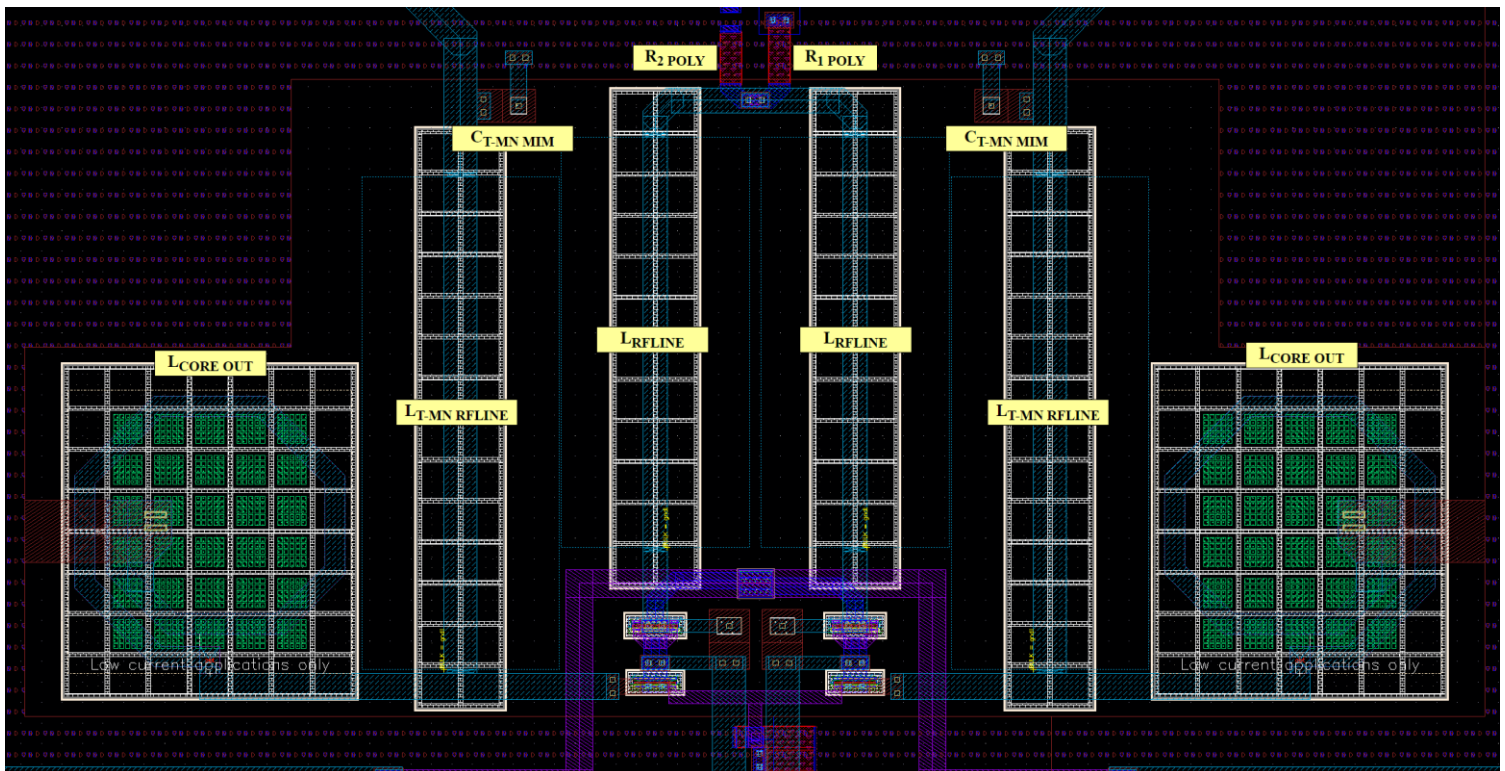 R2 POLY
R1 POLY
CT-MN MIM
CT-MN MIM
LRFLINE
LRFLINE
LCORE OUT
LCORE OUT
LT-MN RFLINE
LT-MN RFLINE
Low current applications only
Low current applications only